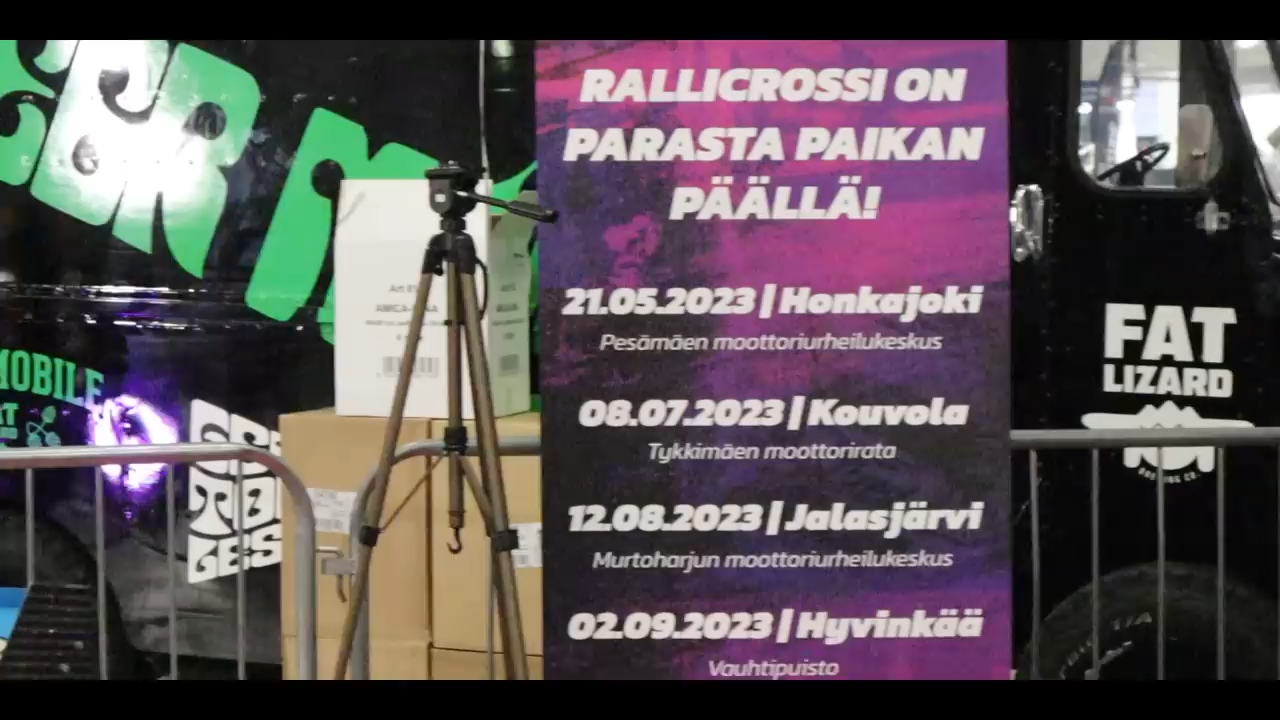 RALLICROSSI ON
PARASTA PAIKAN
PÄÄLLÄ!
21.05.2023 | Honkajoki
Pesämäen moottoriurheilukeskus
08.07.2023 | Kouvola
Tykkimäen moottorirata
12.08.2023 | Jalasjärvi
Murtoharjun moottoriurheilukeskus
02.09.2023 | Hyvinkää
Vauhtipuisto
FAT
LIZARD
MOBILE